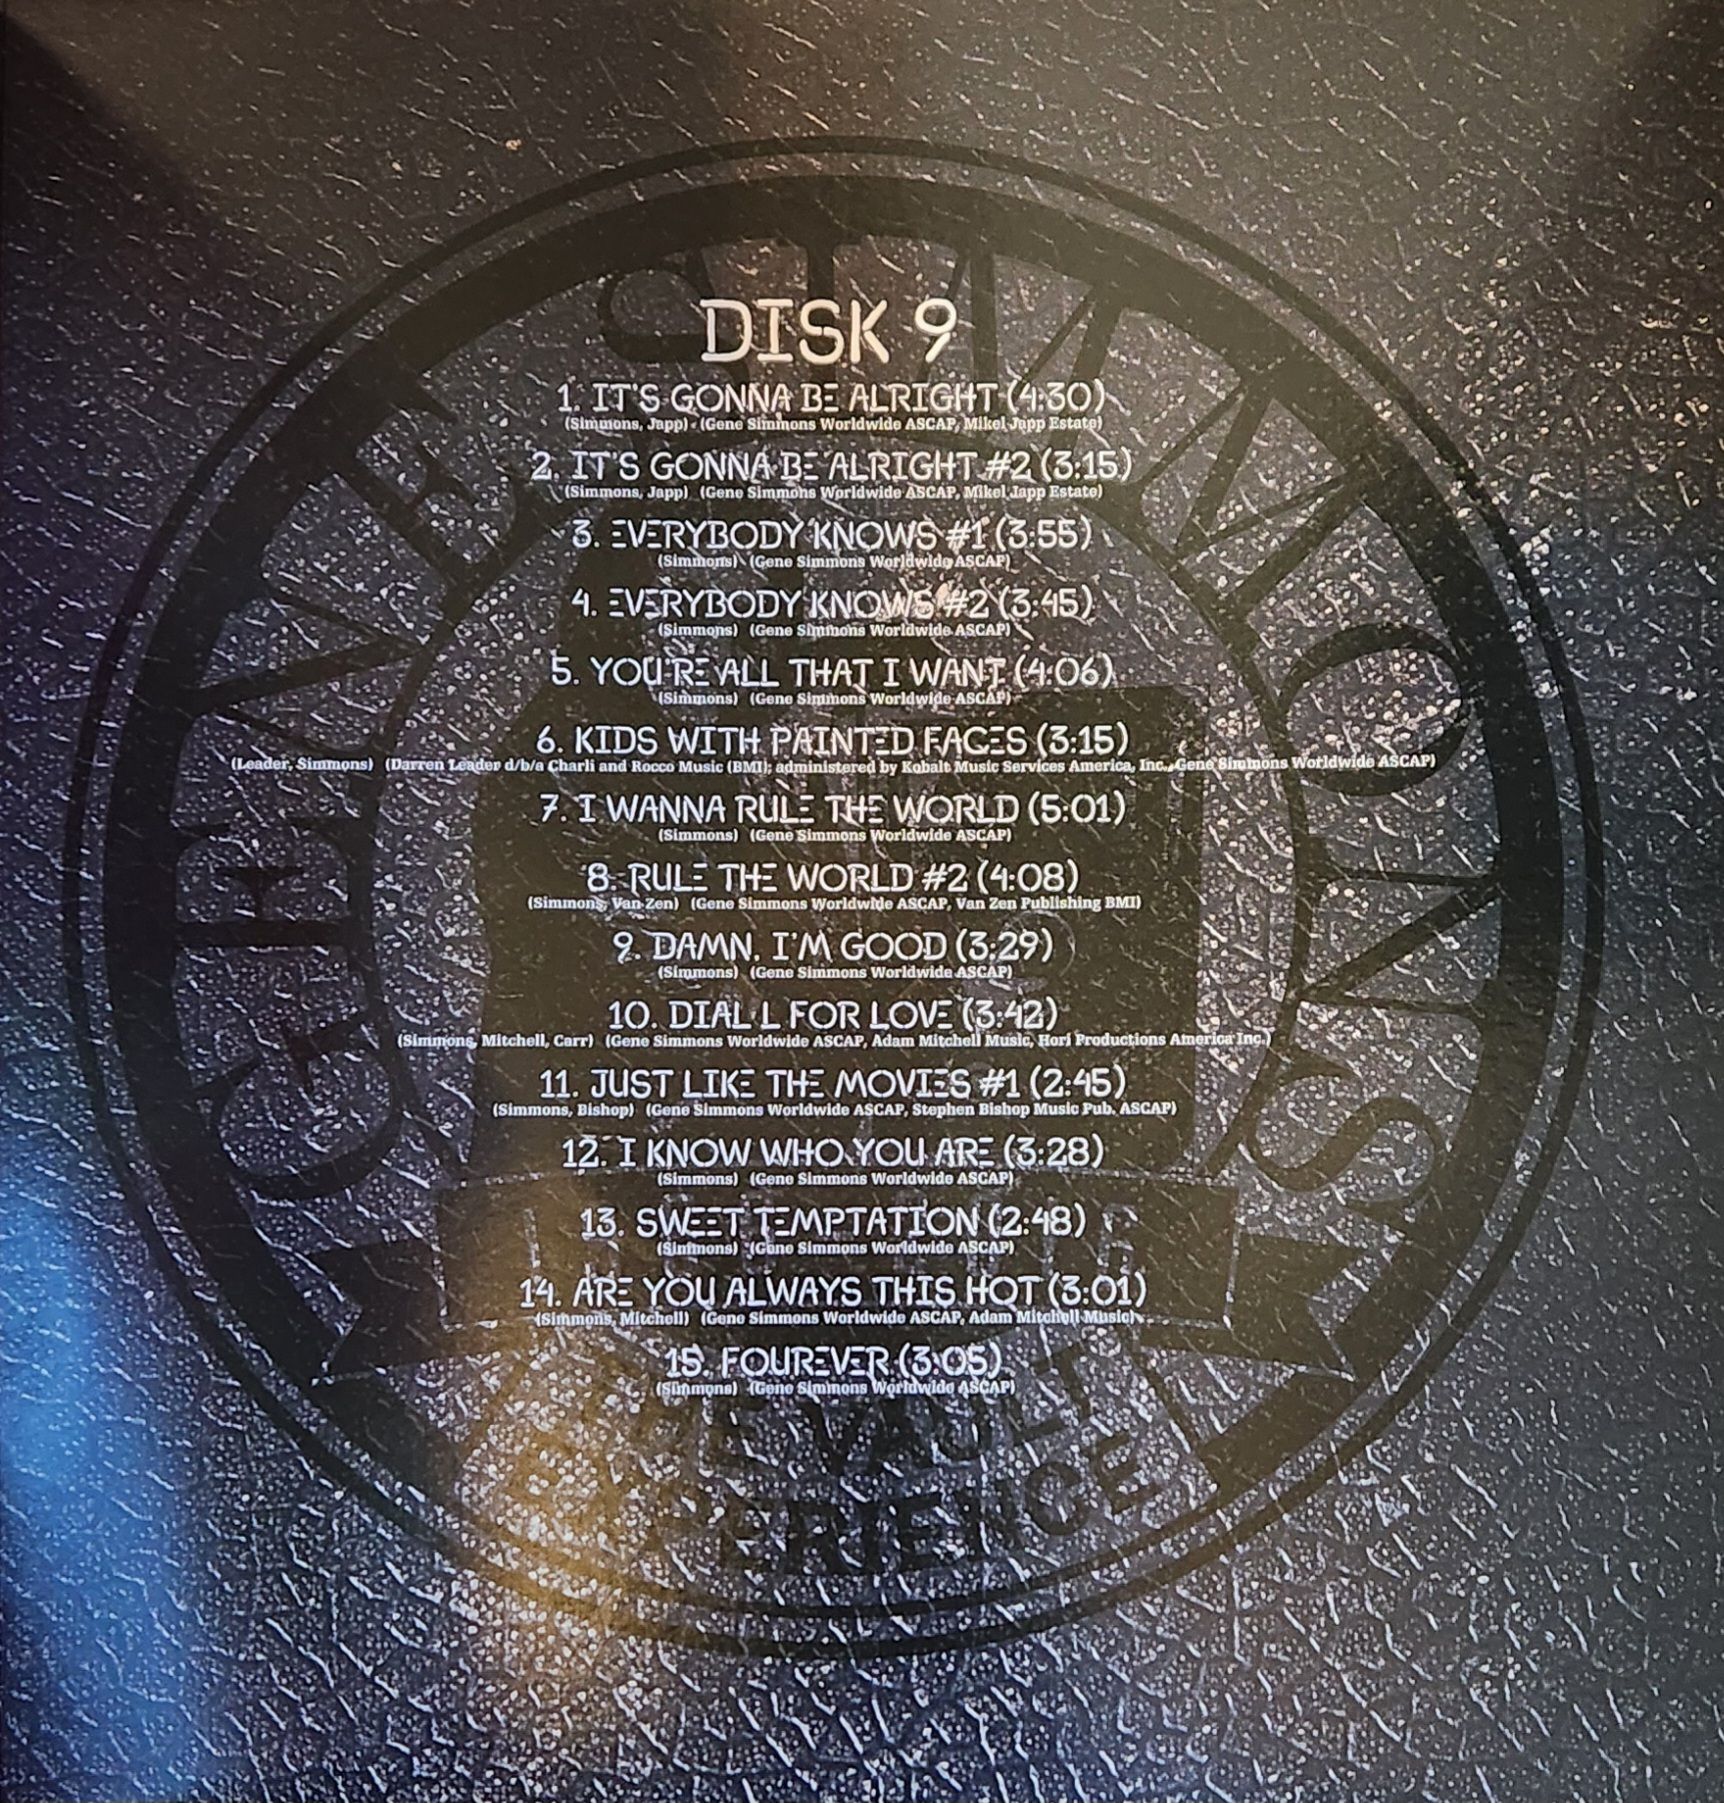 DISK 9
1. IT'S GONNA BE ALRIGHT (4:30)
(Simmons, Japp) (Gene Simmons Worldwide ASCAP, Mikel Japp Estate)
2. IT'S GONNA BE ALRIGHT #2 (3:15)
(Simmons, Japp) (Gene Simmons Worldwide ASCAP, Mikel Japp Estate)
3. EVERYBODY KNOWS #1 (3:55)
(Simmons) (Gene Simmons Worldwide ASCAP)
4. EVERYBODY KNOWS #2 (3:45)
(Simmons) (Gene Simmons Worldwide ASCAP)
5. YOU'RE ALL THAT I WANT (4:06)
(Simmons) (Gene Simmons Worldwide ASCAP)
6. KIDS WITH PAINTED FACES (3:15)
(Leader, Simmons) (Darren Leader d/b/a Charli and Rocco Music (BMI); administered by Kobalt Music Services America, Inc., Gene Simmons Worldwide ASCAP)
7. I WANNA RULE THE WORLD (5:01)
(Simmons) (Gene Simmons Worldwide ASCAP)
8. RULE THE WORLD #2 (4:08)
(Simmons, Van Zen) (Gene Simmons Worldwide ASCAP, Van Zen Publishing BMI)
9. DAMN, I'M GOOD (3:29)
(Simmons) (Gene Simmons Worldwide ASCAP)
10. DIAL L FOR LOVE (3:42)
(Simmons, Mitchell, Carr) (Gene Simmons Worldwide ASCAP, Adam Mitchell Music, Hori Productions America Inc.)
11. JUST LIKE THE MOVIES #1 (2:45)
(Simmons, Bishop) (Gene Simmons Worldwide ASCAP, Stephen Bishop Music Pub. ASCAP)
12. I KNOW WHO YOU ARE (3:28)
(Simmons) (Gene Simmons Worldwide ASCAP)
13. SWEET TEMPTATION (2:48)
(Simmons) (Gene Simmons Worldwide ASCAP)
14. ARE YOU ALWAYS THIS HOT (3:01)
(Simmons, Mitchell) (Gene Simmons Worldwide ASCAP, Adam Mitchell Music)
15. FOUREVER (3:05)
(Simmons) (Gene Simmons Worldwide ASCAP)
GENE SIMMONS
THE VAULT
EXPERIENCE